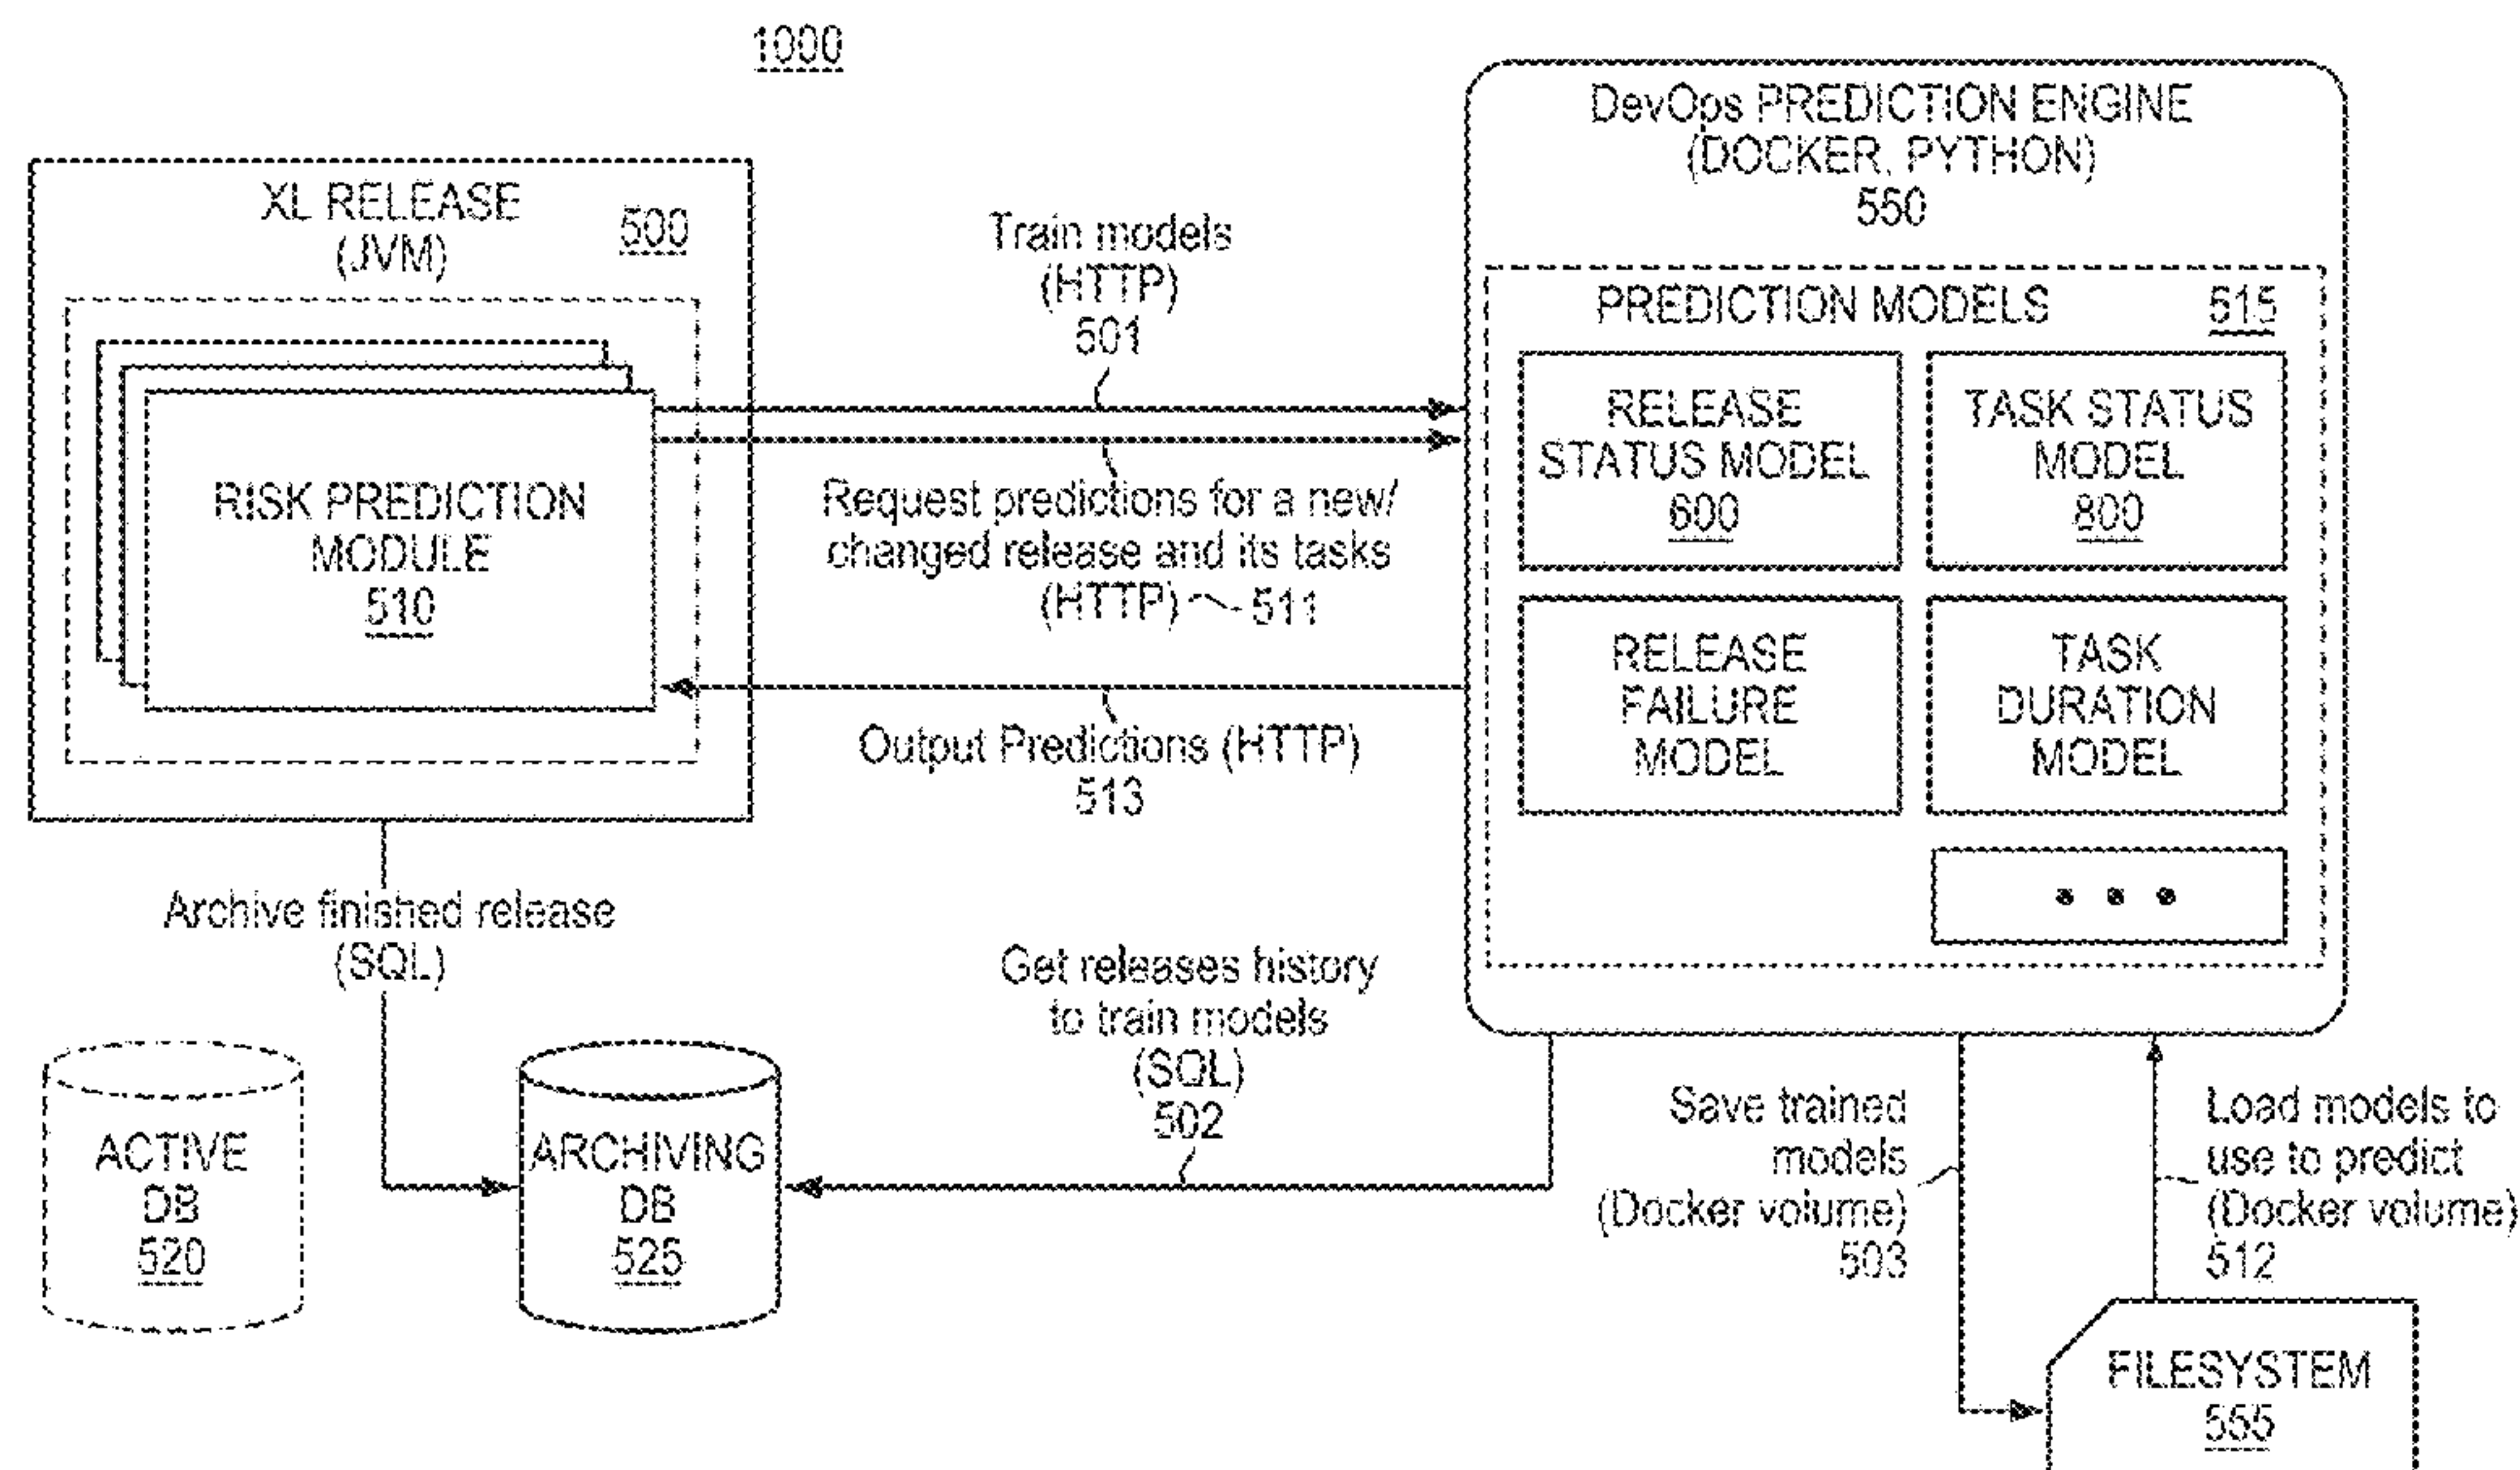 1000
XL RELEASE
(JVM)
500
RISK PREDICTION
MODULE
510
Train models
(HTTP)
501
Request predictions for a new/
changed release and its tasks
(HTTP) 511
Output Predictions (HTTP)
513
DevOps PREDICTION ENGINE
(DOCKER, PYTHON)
550
PREDICTION MODELS 515
RELEASE
STATUS MODEL
600
TASK STATUS
MODEL
800
RELEASE
FAILURE
MODEL
TASK
DURATION
MODEL
• • •
Archive finished release
(SQL)
Get releases history
to train models
(SQL)
502
ACTIVE
DB
520
ARCHIVING
DB
525
Save trained
models
(Docker volume)
503
Load models to
use to predict
(Docker volume)
512
FILESYSTEM
555